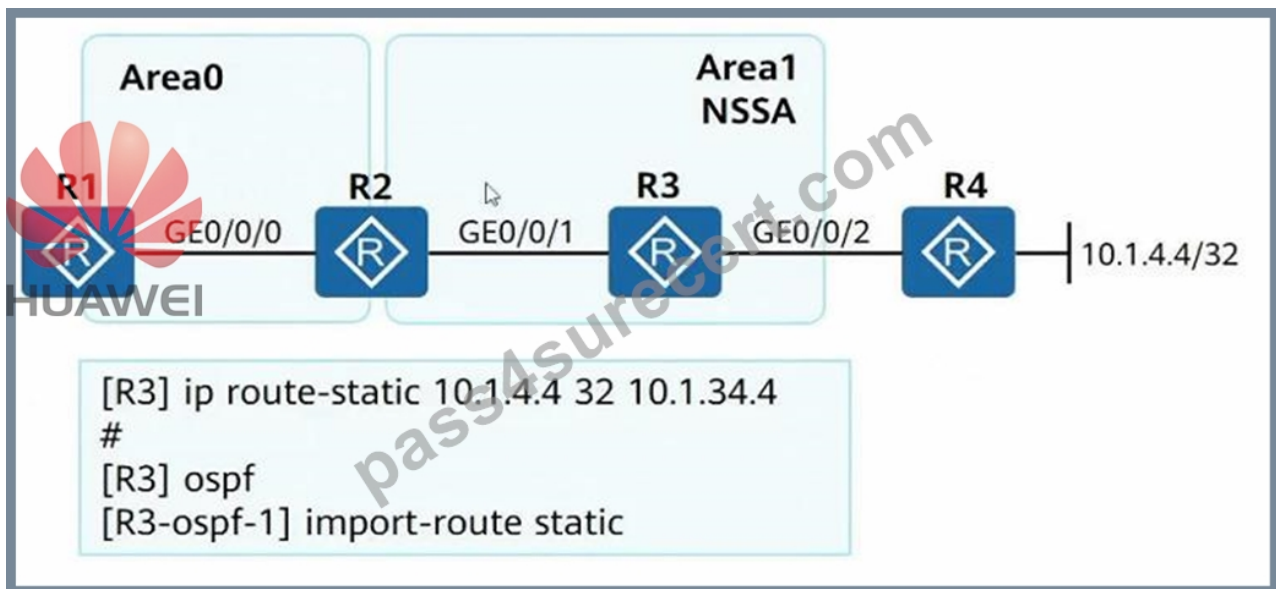 Area0
Area1
NSSA
R1
R2
R3
R4
GE0/0/0
GE0/0/1
GE0/0/2
10.1.4.4/32
HUAWEI
[R3] ip route-static 10.1.4.4 32 10.1.34.4
#
[R3] ospf
[R3-ospf-1] import-route static
pass4surecert.com